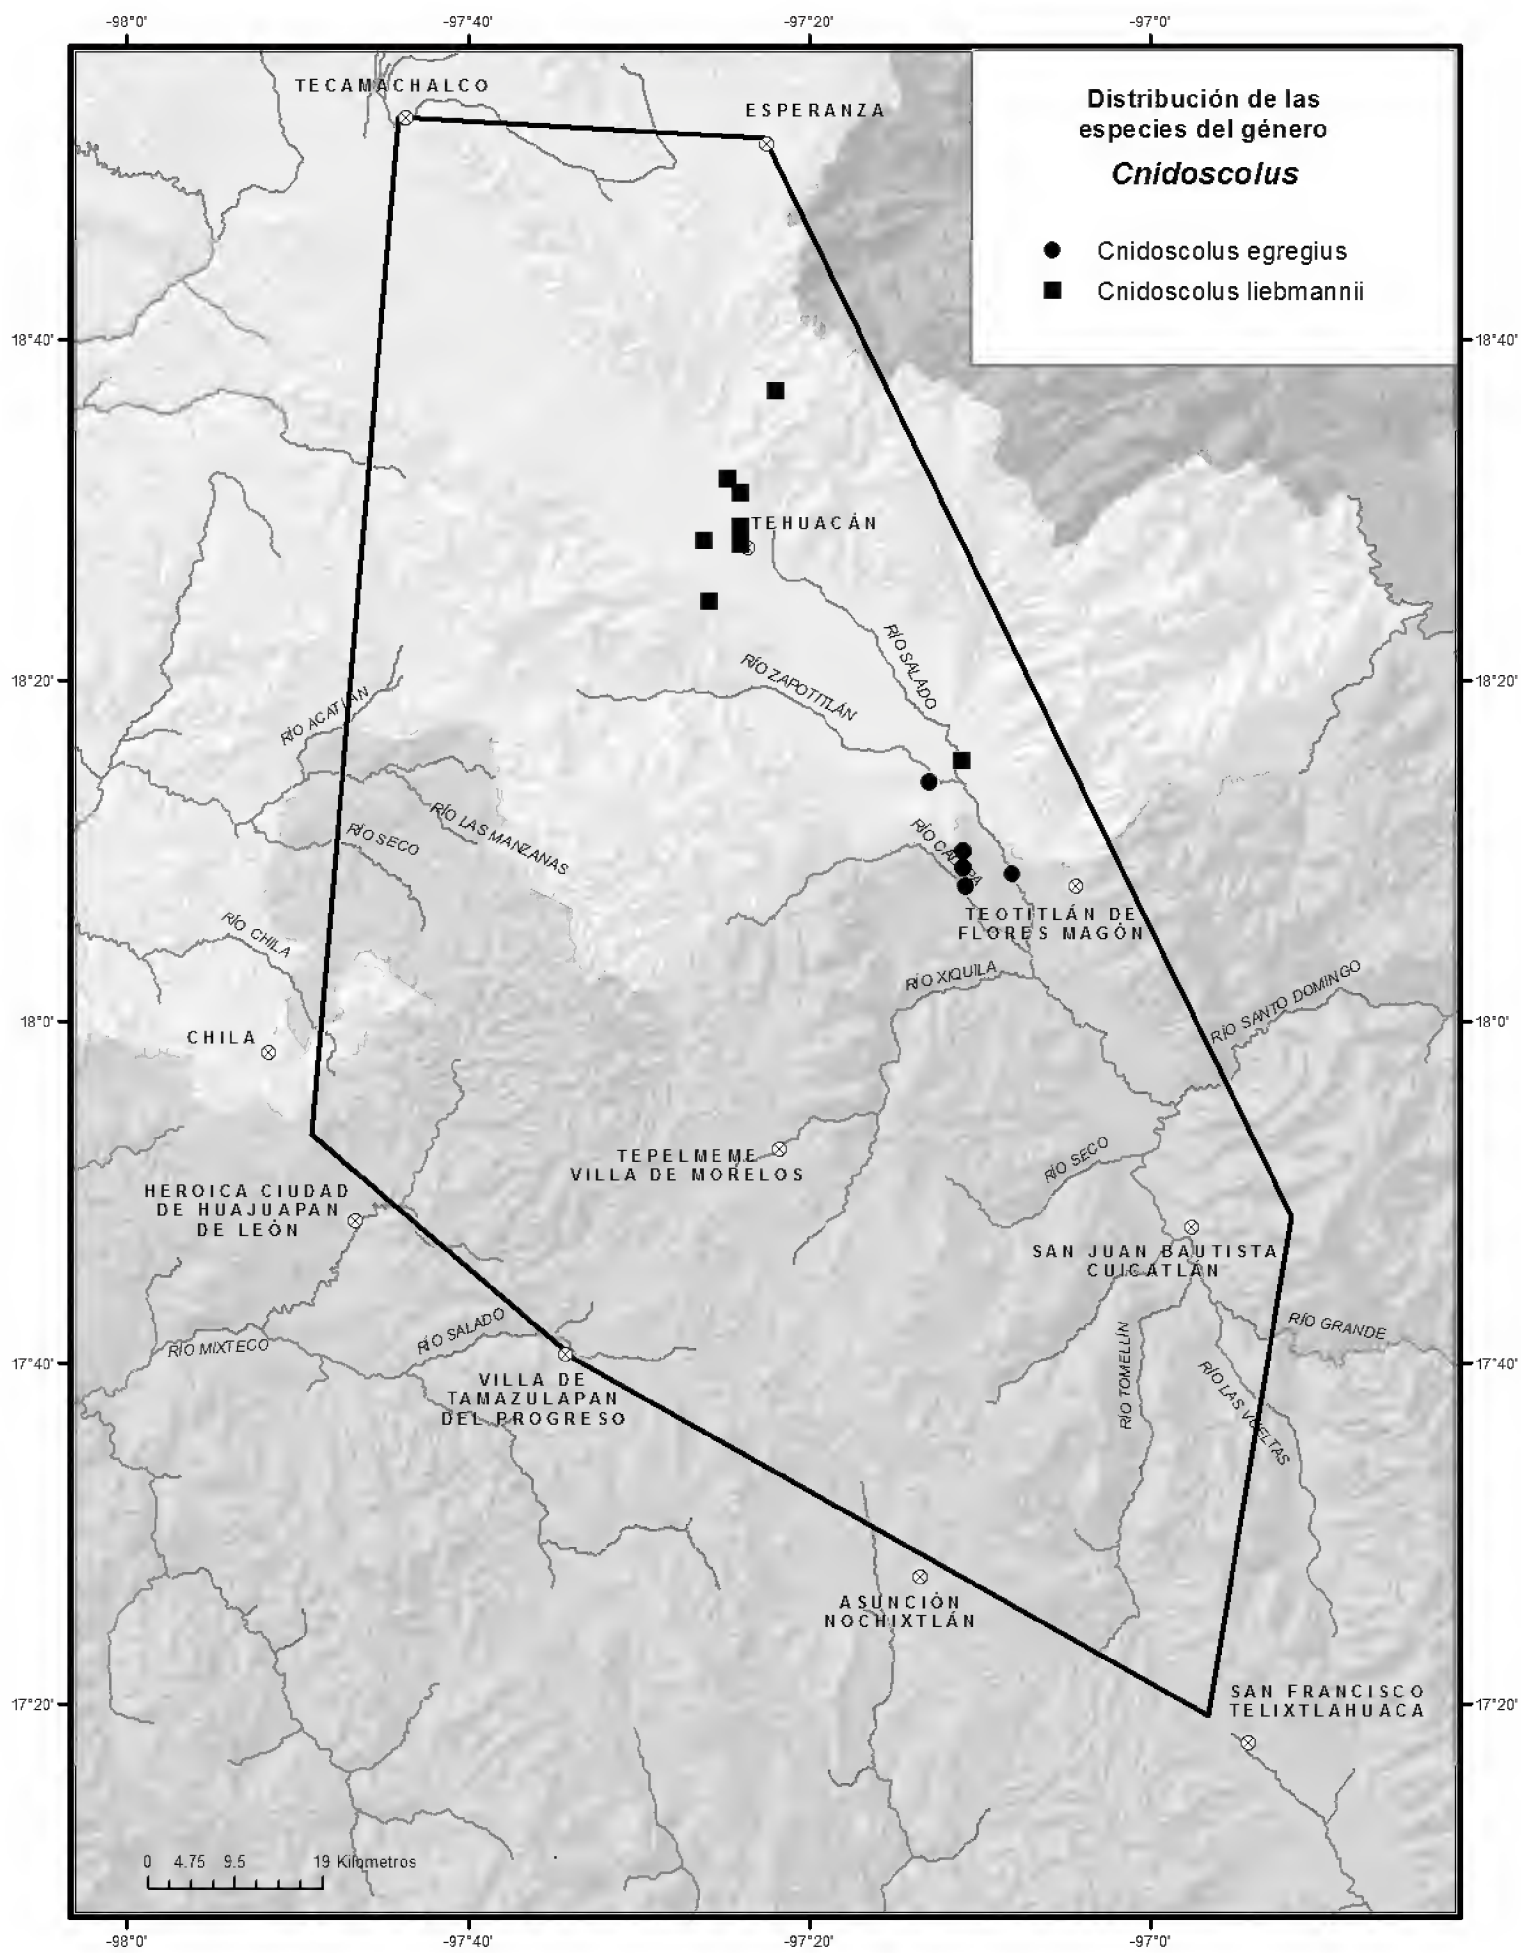 -98°0'
-97°40'
-97°20'
-97°0'
TECAMACHALCO
ESPERANZA
Distribución de las
especies del género
Cnidoscolus
Cnidoscolus egregius
Cnidoscolus liebmannii
18°40'
18°40'
TEHUACÁN
RÍO SALADO
RÍO ZAPOTITLÁN
18°20'
18°20'
RÍO ACATLÁN
RÍO LAS MANZANAS
RÍO SECO
TEOTITLÁN DE
FLORES MAGÓN
RÍO CHILA
RÍO XIQUILA
RÍO SANTO DOMINGO
18°0'
18°0'
CHILA
TEPELMEME
VILLA DE MORELOS
RÍO SECO
HEROICA CIUDAD
DE HUAJUAPAN
DE LEÓN
SAN JUAN BAUTISTA
CUICATLÁN
RÍO GRANDE
RÍO SALADO
RÍO MIXTECO
17°40'
17°40'
RÍO TOMELLÍN
RÍO LAS VUELTAS
VILLA DE
TAMAZULAPAN
DEL PROGRESO
ASUNCIÓN
NOCHIXTLÁN
17°20'
17°20'
SAN FRANCISCO
TELIXTLAHUACA
0 4.75 9.5 19 Kilometros
-98°0'
-97°40'
-97°20'
-97°0'